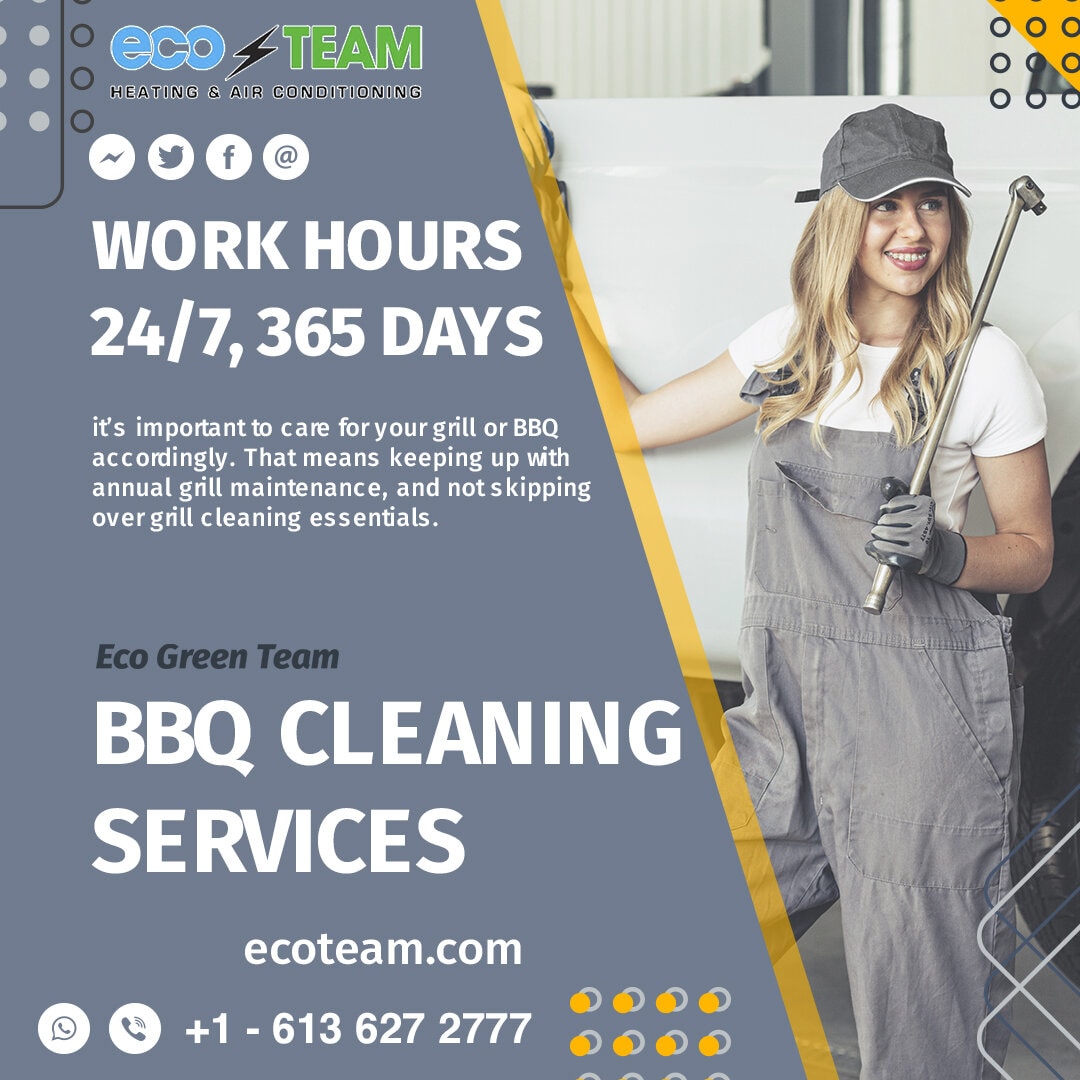 eco TEAM
HEATING & AIR CONDITIONING
WORK HOURS
24/7, 365 DAYS
it's important to care for your grill or BBQ
accordingly. That means keeping up with
annual grill maintenance, and not skipping
over grill cleaning essentials.
Eco Green Team
BBQ CLEANING
SERVICES
ecoteam.com
+1 - 613 627 2777